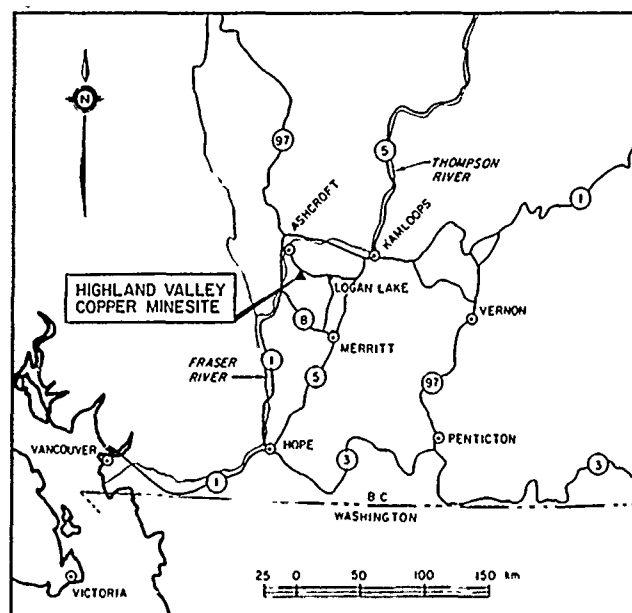 N
97
5
THOMPSON
RIVER
1
ASHCROFT
KAMLOOPS
HIGHLAND VALLEY
COPPER MINESITE
LOGAN LAKE
8
MERRITT
VERNON
FRASER
RIVER
1
5
97
HOPE
PENTICTON
VANCOUVER
1
3
3
B C
WASHINGTON
VICTORIA
25 0 50 100 150 km